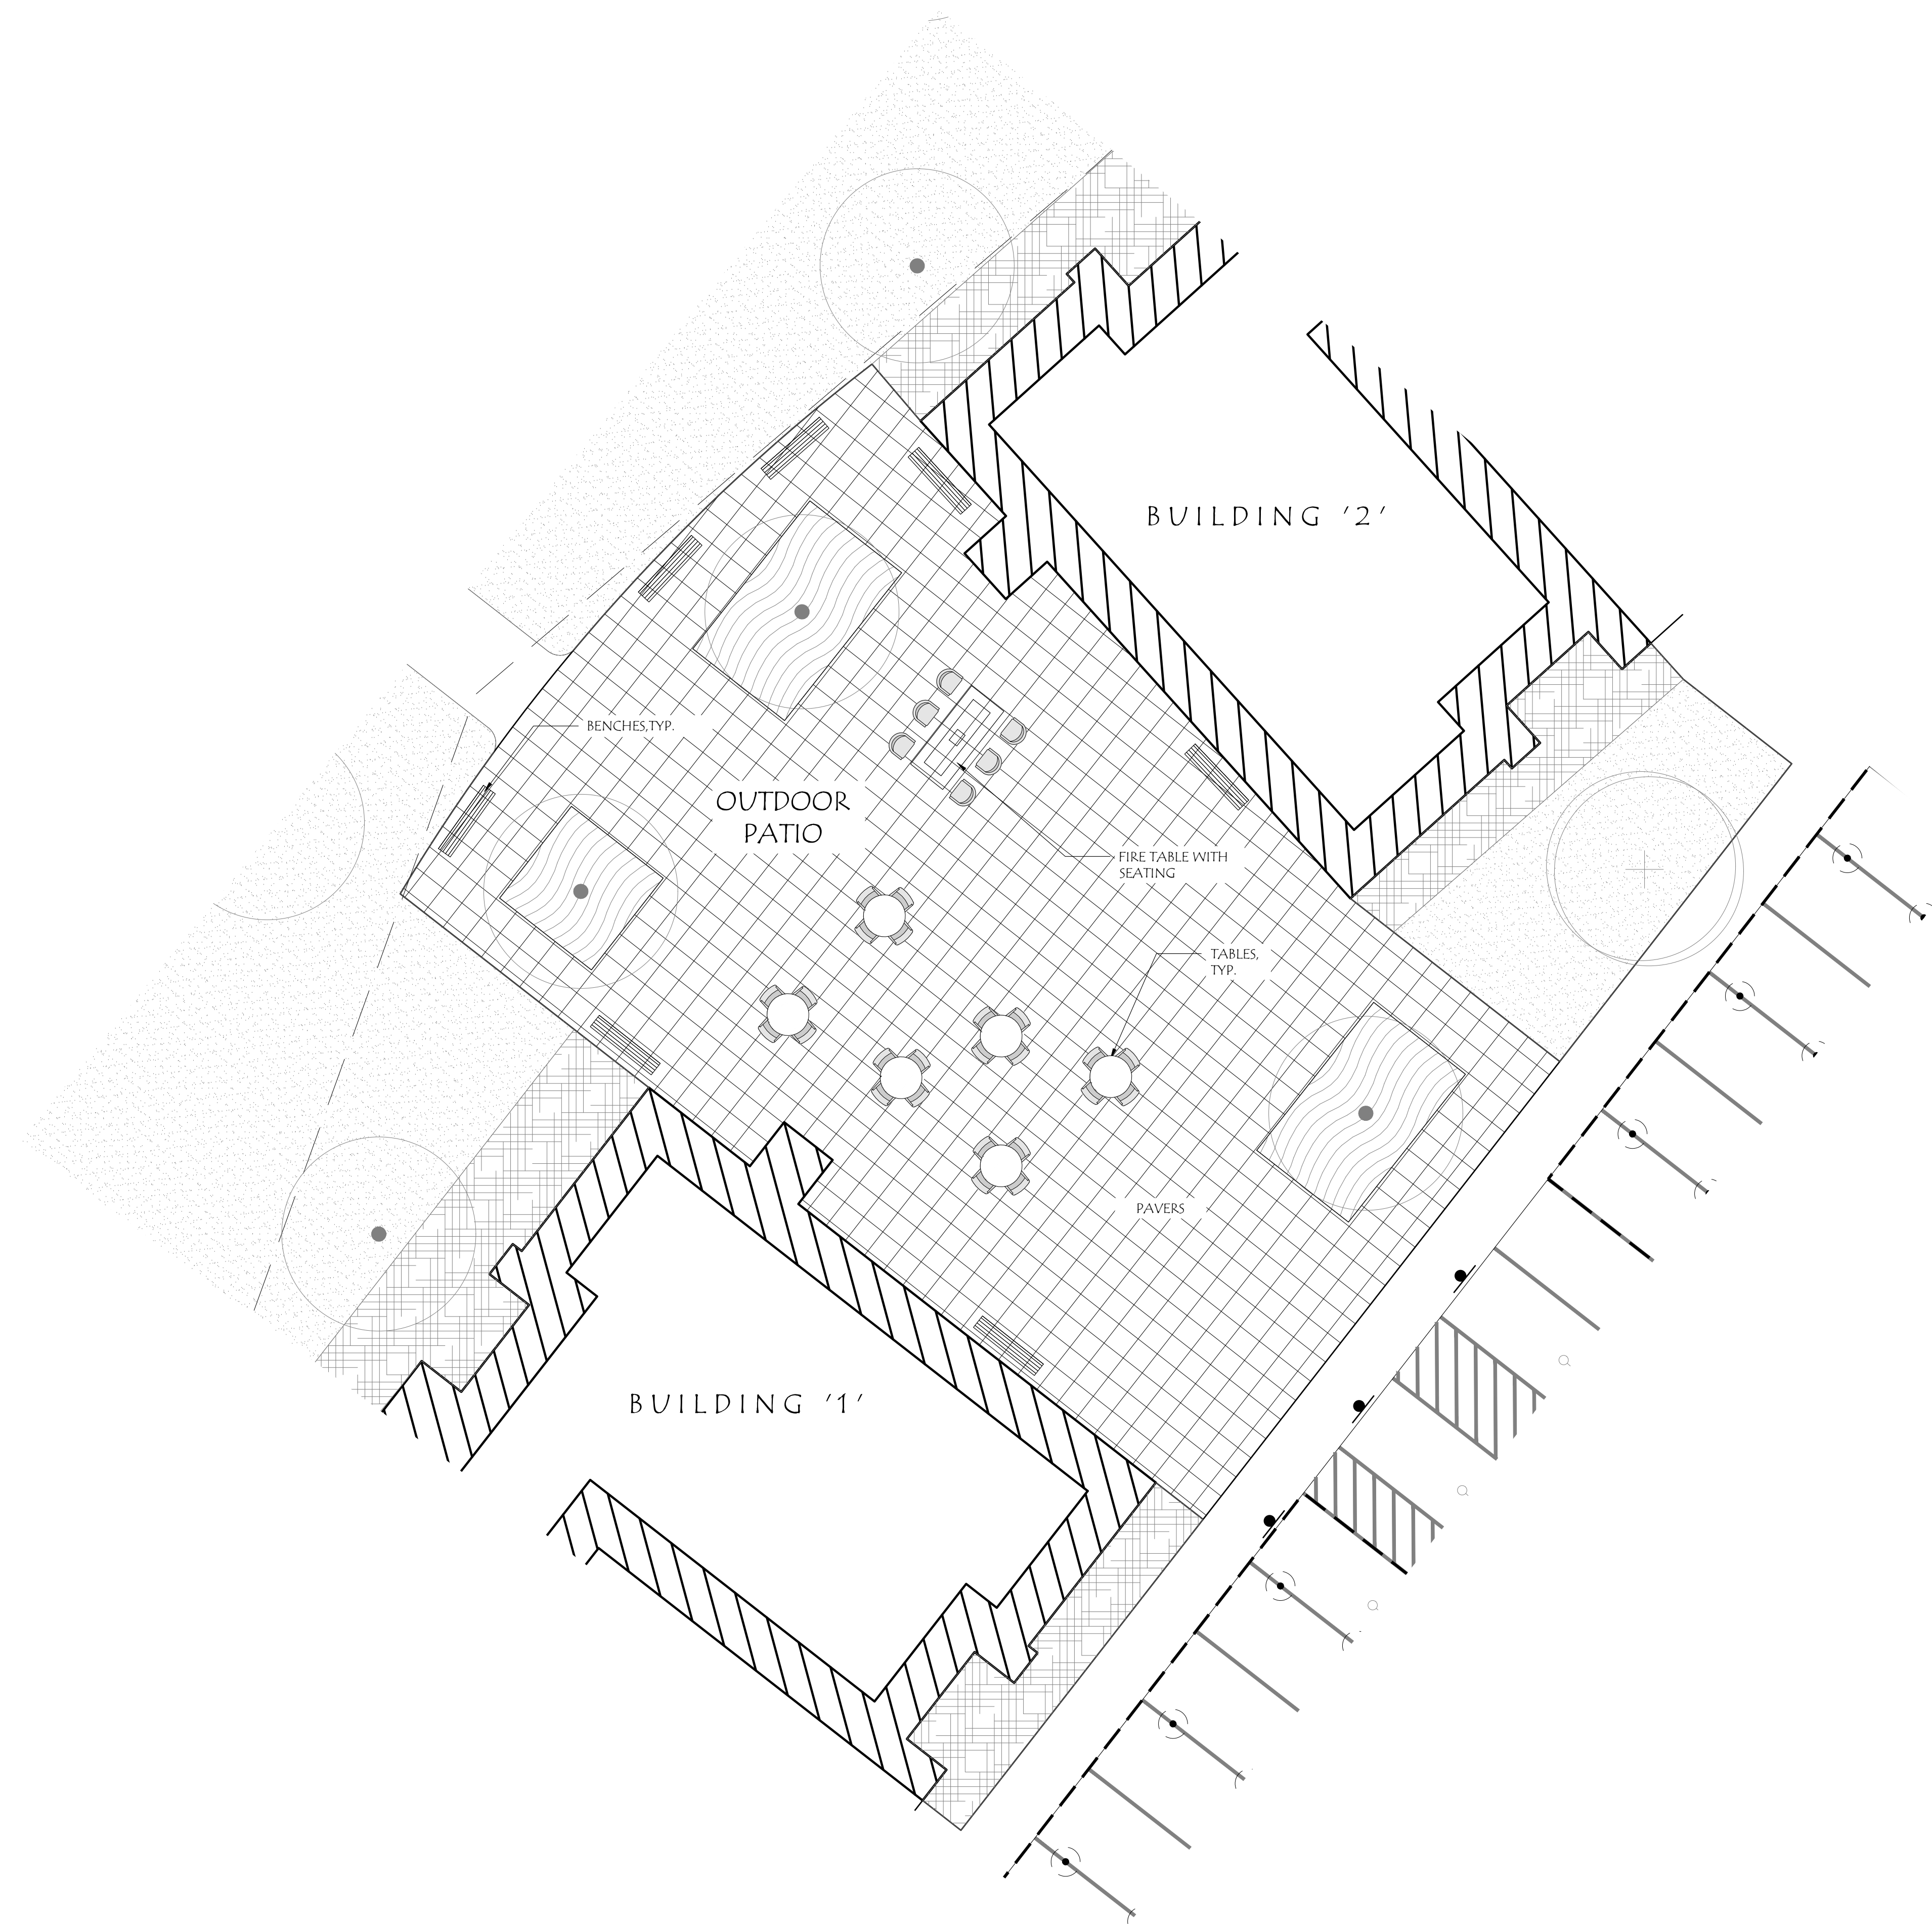 BUILDING '2'
BENCHES,TYP.
OUTDOOR
PATIO
FIRE TABLE WITH
SEATING
TABLES,
TYP.
PAVERS
BUILDING '1'